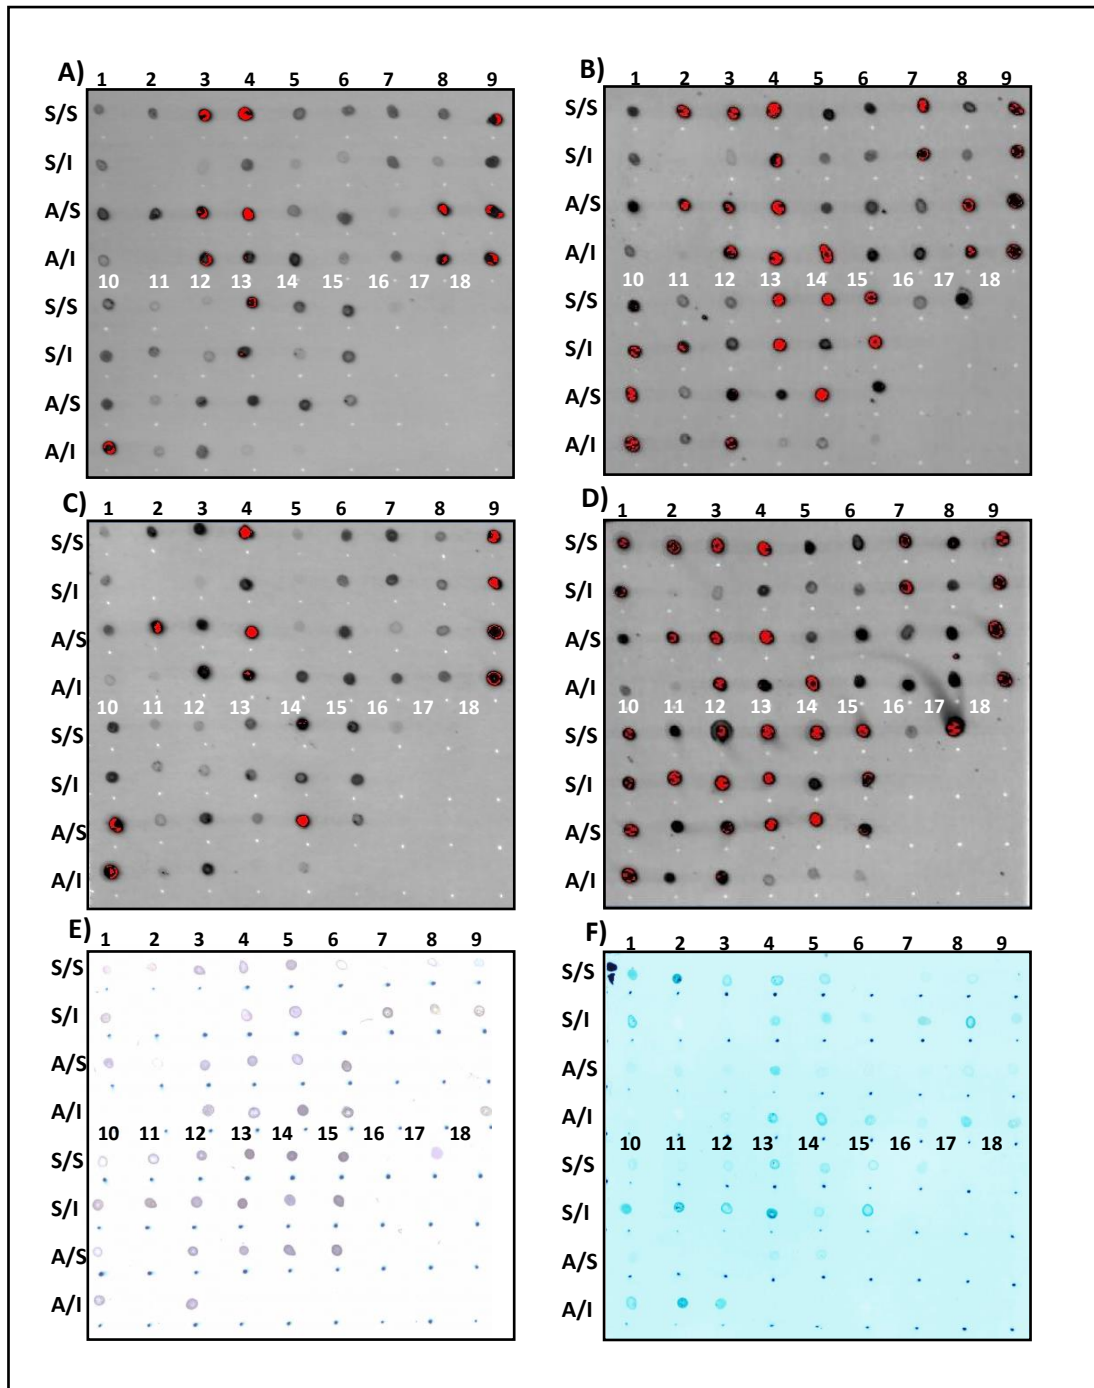 A) 1 2 3 4 5 6 7 8 9
S/S
S/I
A/S
A/I
10 11 12 13 14 15 16 17 18
S/S
S/I
A/S
A/I
B) 1 2 3 4 5 6 7 8 9
S/S
S/I
A/S
A/I
10 11 12 13 14 15 16 17 18
S/S
S/I
A/S
A/I
C) 1 2 3 4 5 6 7 8 9
S/S
S/I
A/S
A/I
10 11 12 13 14 15 16 17 18
S/S
S/I
A/S
A/I
D) 1 2 3 4 5 6 7 8 9
S/S
S/I
A/S
A/I
10 11 12 13 14 15 16 17 18
S/S
S/I
A/S
A/I
E) 1 2 3 4 5 6 7 8 9
S/S
S/I
A/S
A/I
10 11 12 13 14 15 16 17 18
S/S
S/I
A/S
A/I
F) 1 2 3 4 5 6 7 8 9
S/S
S/I
A/S
A/I
10 11 12 13 14 15 16 17 18
S/S
S/I
A/S
A/I